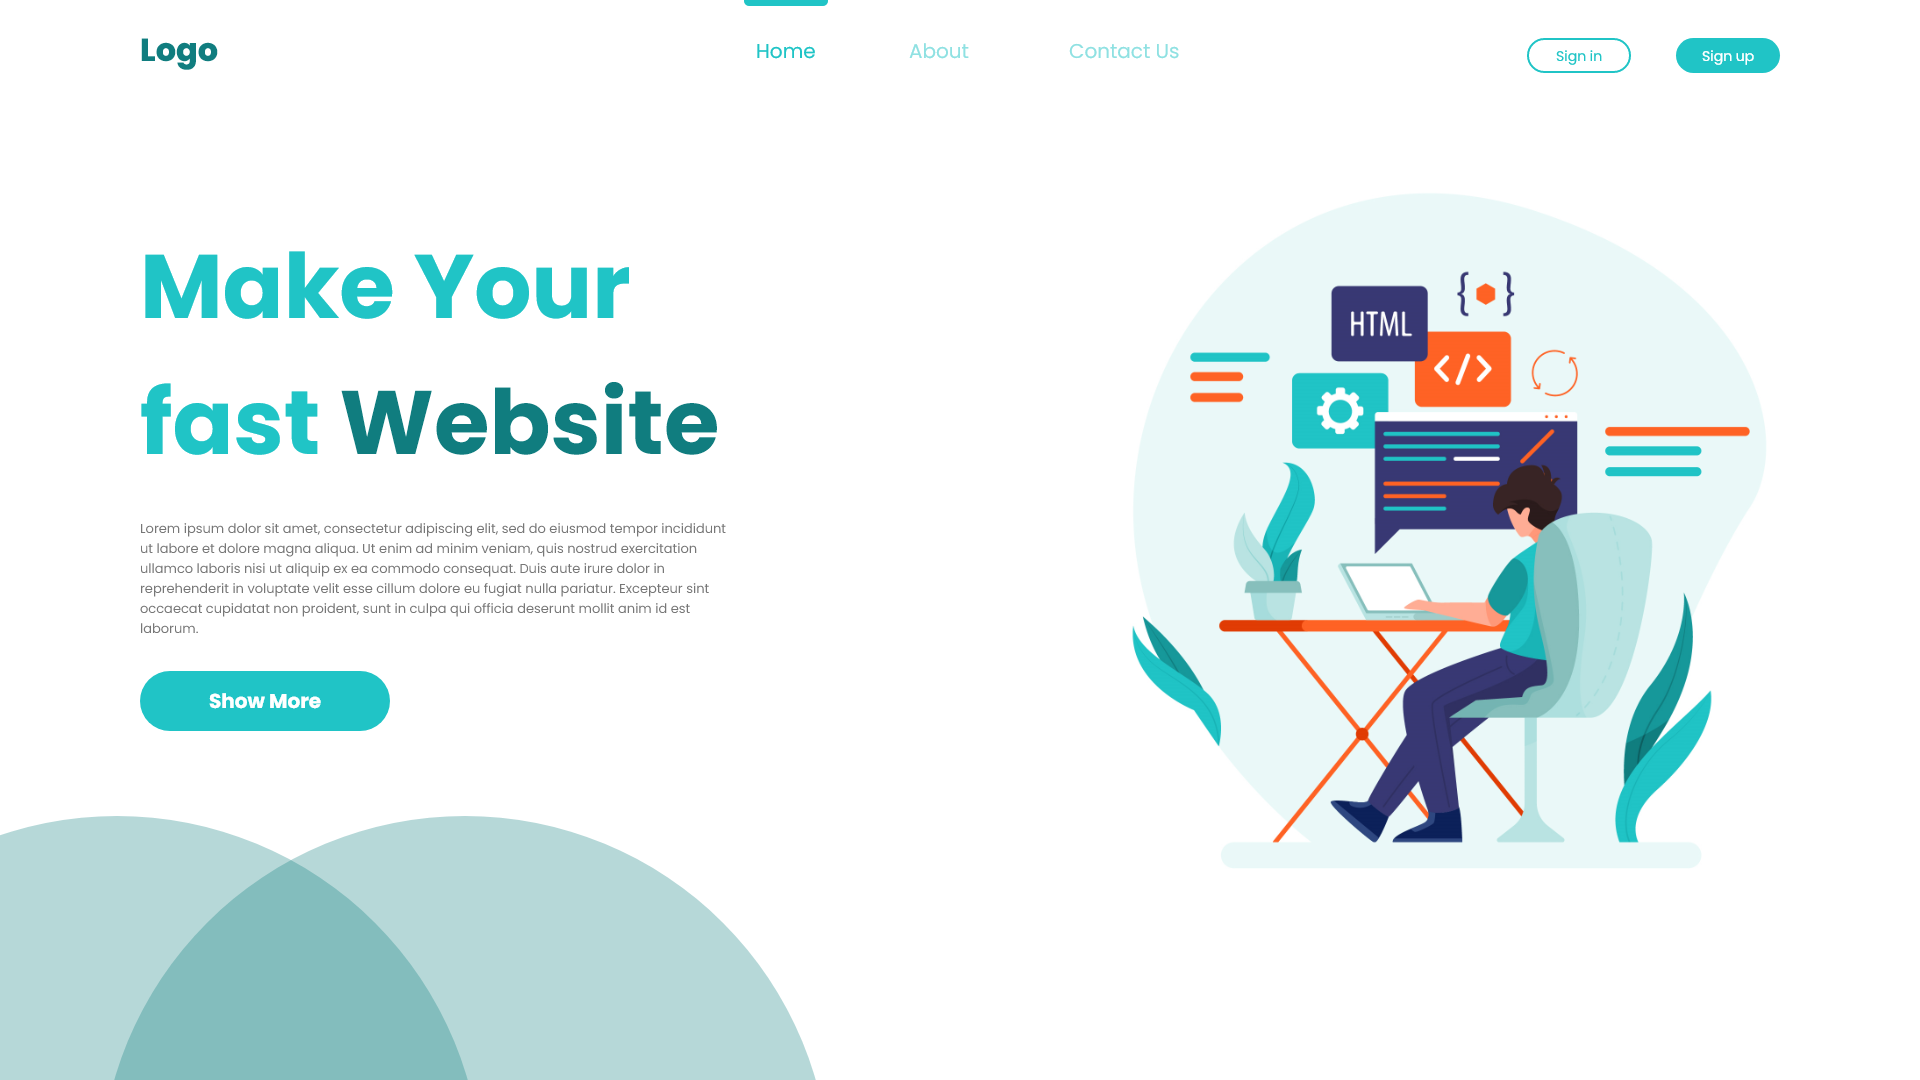 Logo
Home
About
Contact Us
Sign in
Sign up
Make Your
fast Website
Lorem ipsum dolor sit amet, consectetur adipiscing elit, sed do eiusmod tempor incididunt
ut labore et dolore magna aliqua. Ut enim ad minim veniam, quis nostrud exercitation
ullamco laboris nisi ut aliquip ex ea commodo consequat. Duis aute irure dolor in
reprehenderit in voluptate velit esse cillum dolore eu fugiat nulla pariatur. Excepteur sint
occaecat cupidatat non proident, sunt in culpa qui officia deserunt mollit anim id est
laborum.
Show More
{ }
HTML
</>